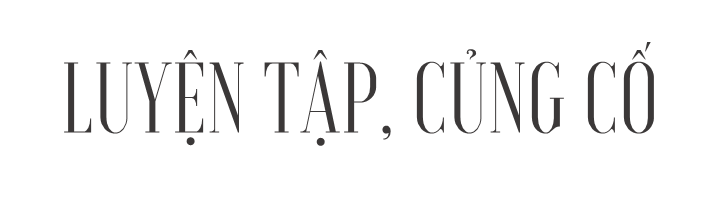 LUYỆN TẬP, CỦNG CỐ